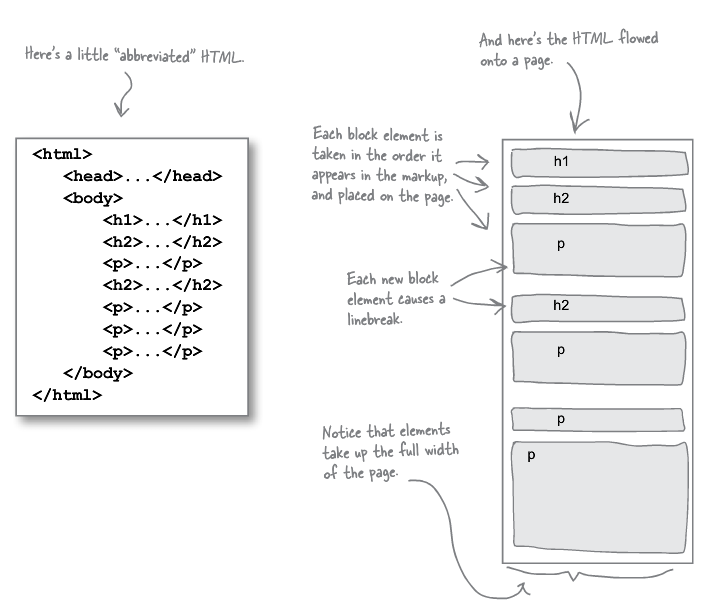 Here's a little "abbreviated" HTML.
<html>
<head>...</head>
<body>
<h1>...</h1>
<h2>...</h2>
<p>...</p>
<h2>...</h2>
<p>...</p>
<p>...</p>
<p>...</p>
</body>
</html>
And here's the HTML flowed
onto a page.
Each block element is
taken in the order it
appears in the markup,
and placed on the page.
Each new block
element causes a
linebreak.
Notice that elements
take up the full width
of the page.
h1
h2
p
h2
p
p
p